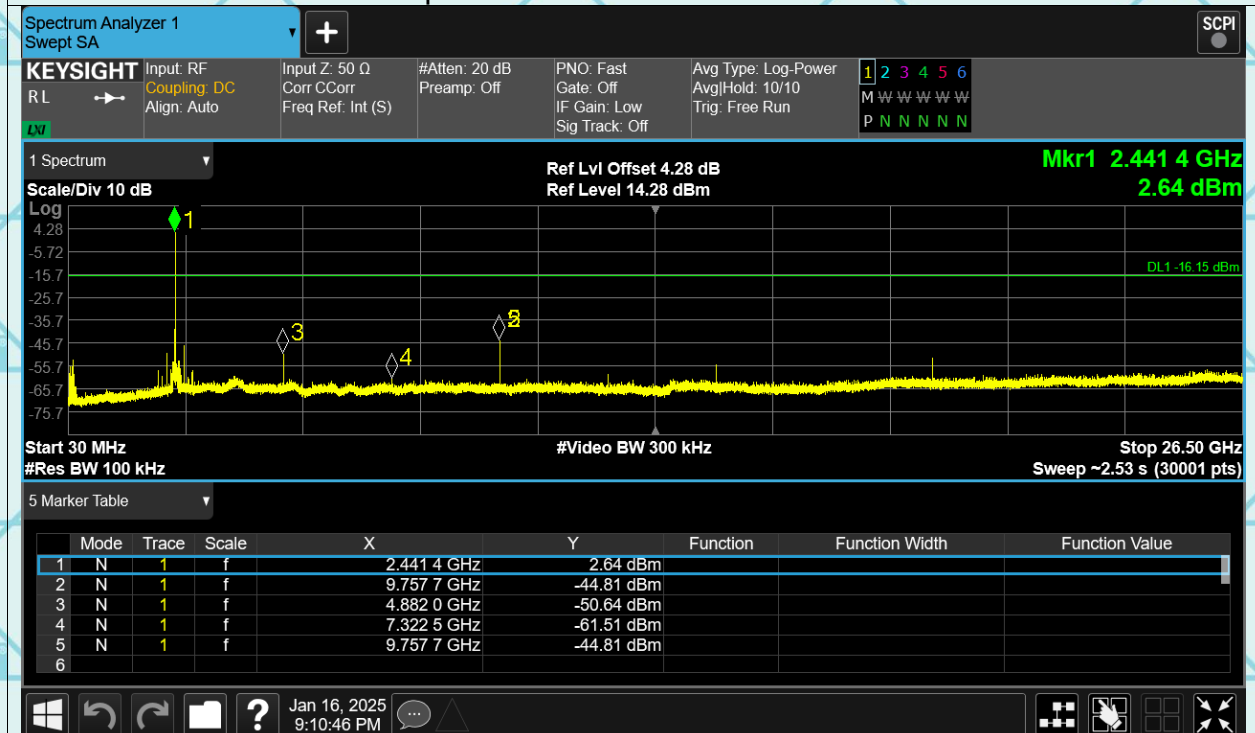 Spectrum Analyzer 1
Swept SA
+
SCPI
KEYSIGHT
RL
LXI
Input: RF
Coupling: DC
Align: Auto
Input Z: 50 Ω
Corr CCorr
Freq Ref: Int (S)
#Atten: 20 dB
Preamp: Off
PNO: Fast
Gate: Off
IF Gain: Low
Sig Track: Off
Avg Type: Log-Power
Avg|Hold: 10/10
Trig: Free Run
1 2 3 4 5 6
M W W W W W W
P N N N N N N
1 Spectrum
Scale/Div 10 dB
Ref Lvl Offset 4.28 dB
Ref Level 14.28 dBm
Mkr1 2.441 4 GHz
2.64 dBm
Log
4.28
-5.72
-15.7
-25.7
-35.7
-45.7
-55.7
-65.7
-75.7
1
3
4
DL1 -16.15 dBm
Start 30 MHz
#Res BW 100 kHz
#Video BW 300 kHz
Stop 26.50 GHz
Sweep ~2.53 s (30001 pts)
5 Marker Table
Mode Trace Scale X Y Function Function Width Function Value
1 N 1 f 2.441 4 GHz 2.64 dBm
2 N 1 f 9.757 7 GHz -44.81 dBm
3 N 1 f 4.882 0 GHz -50.64 dBm
4 N 1 f 7.322 5 GHz -61.51 dBm
5 N 1 f 9.757 7 GHz -44.81 dBm
6
?
Jan 16, 2025
9:10:46 PM